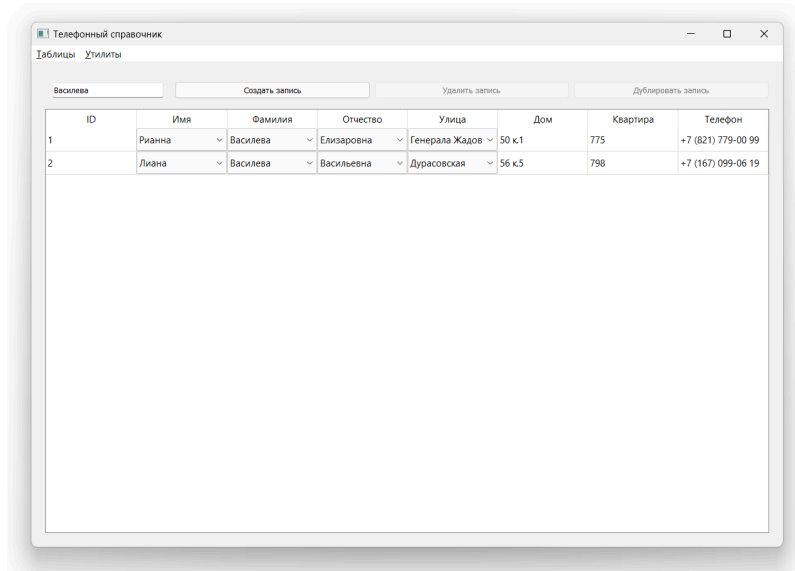 Телефонный справочник
Таблицы Утилиты
Василева Создать запись Удалить запись Дублировать запись
ID Имя Фамилия Отчество Улица Дом Квартира Телефон
1 Рианна Василева Елизаровна Генерала Жадов 50 к.1 775 +7 (821) 779-00 99
2 Лиана Василева Васильевна Дурасовская 56 к.5 798 +7 (167) 099-06 19